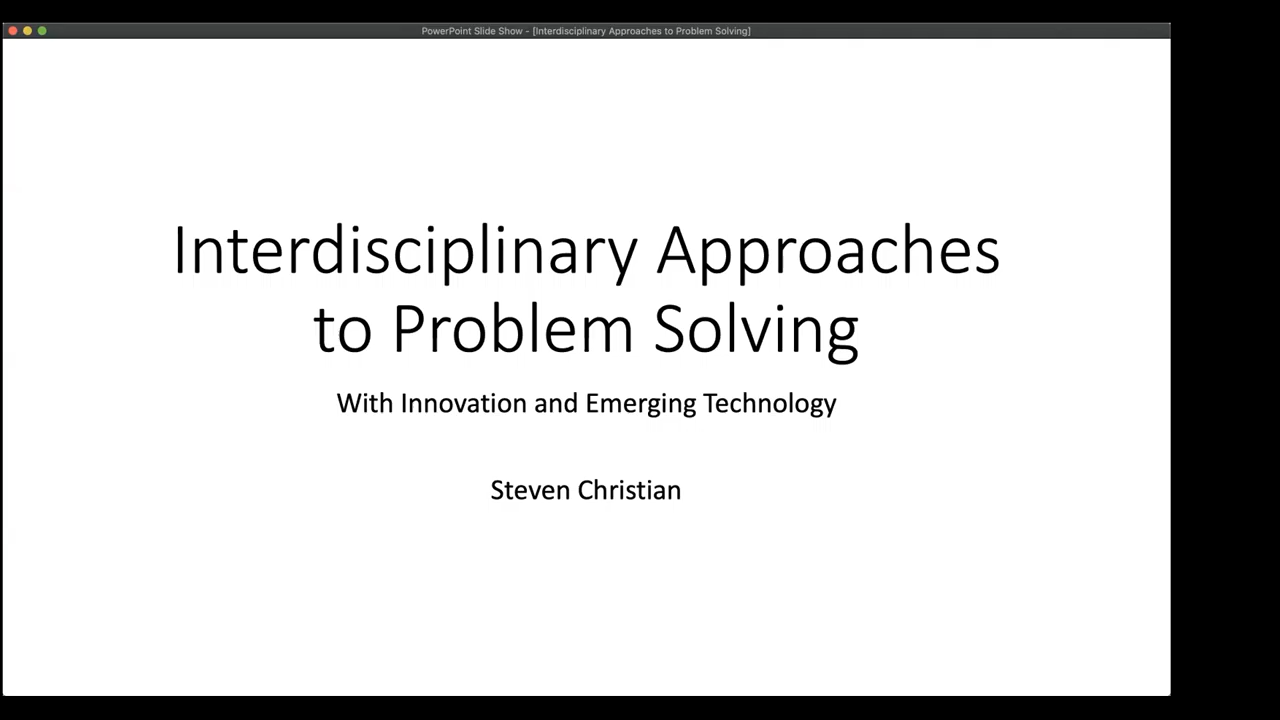 PowerPoint Slide Show - [Interdisciplinary Approaches to Problem Solving]
Interdisciplinary Approaches
to Problem Solving
With Innovation and Emerging Technology
Steven Christian